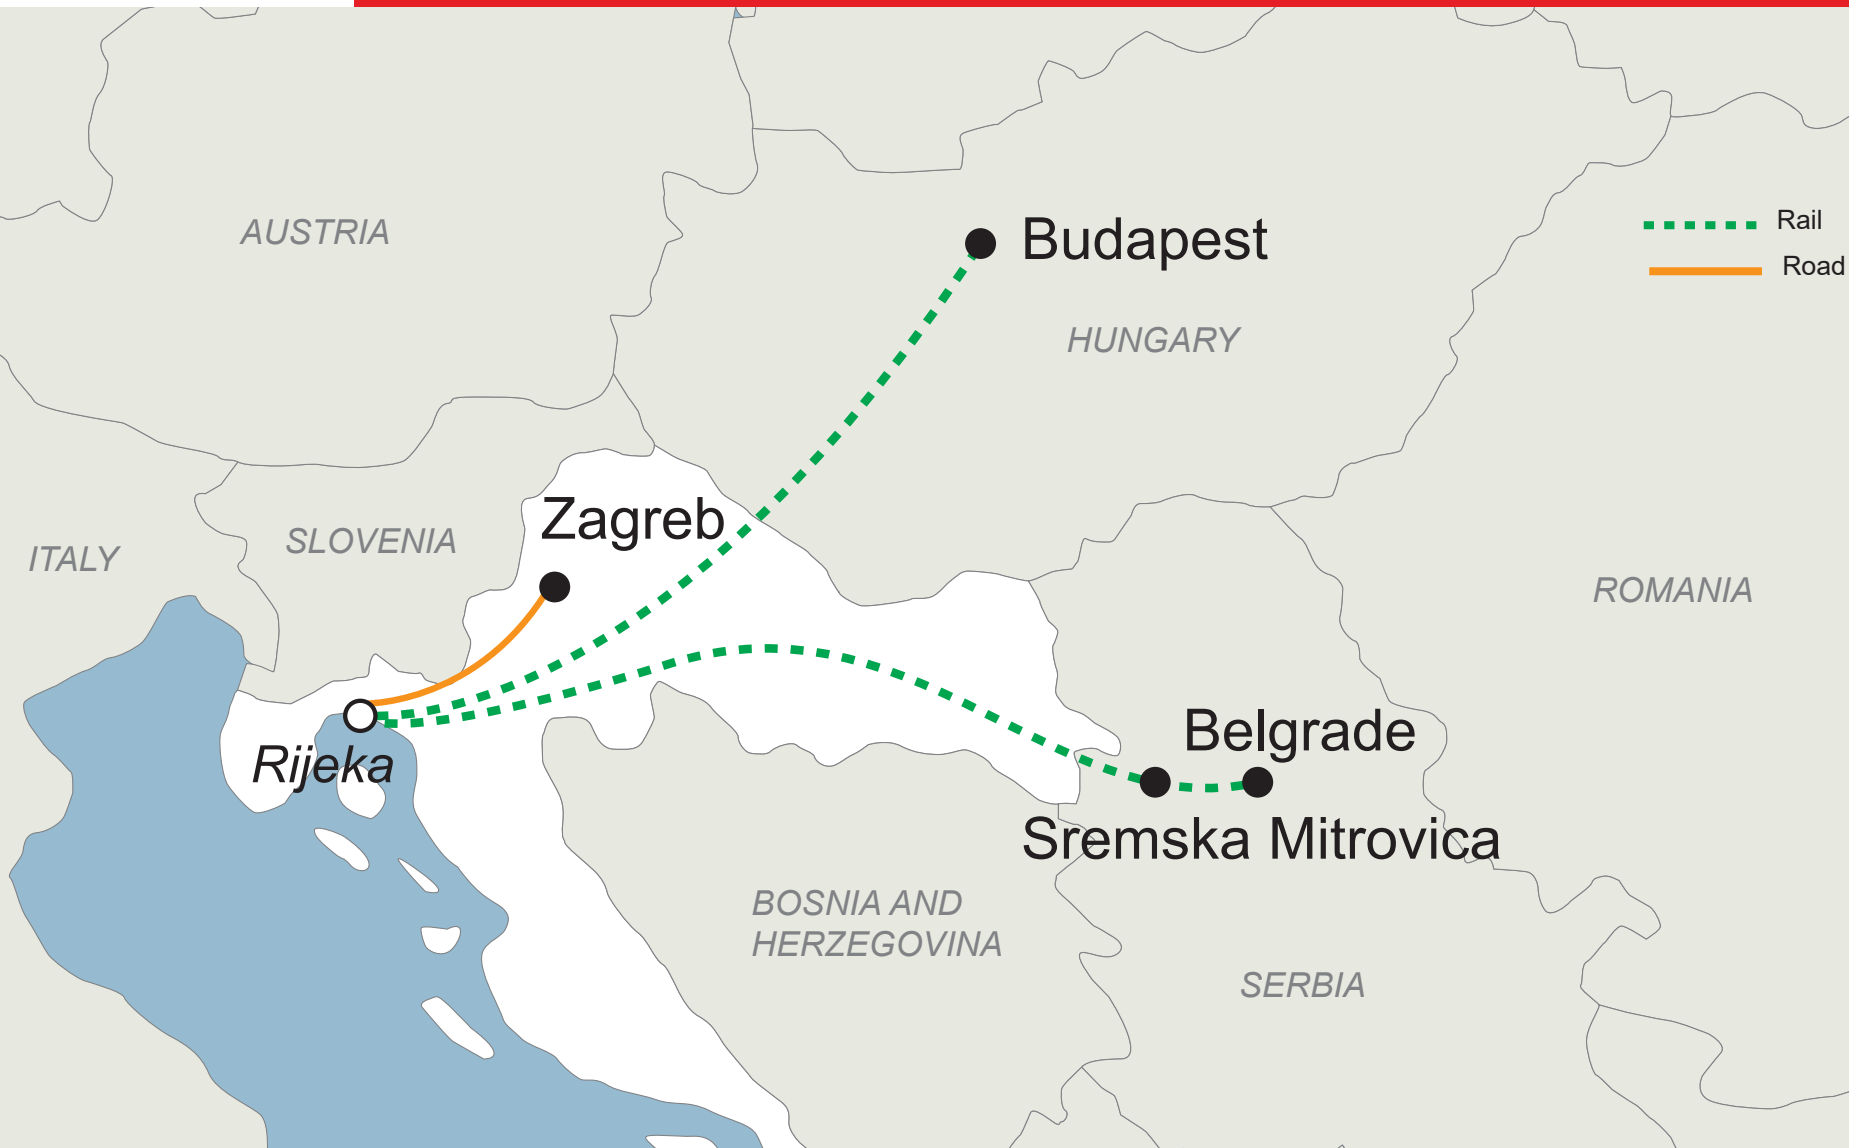 AUSTRIA
Budapest
Rail
Road
HUNGARY
Zagreb
SLOVENIA
ITALY
ROMANIA
Rijeka
Belgrade
Sremska Mitrovica
BOSNIA AND
HERZEGOVINA
SERBIA